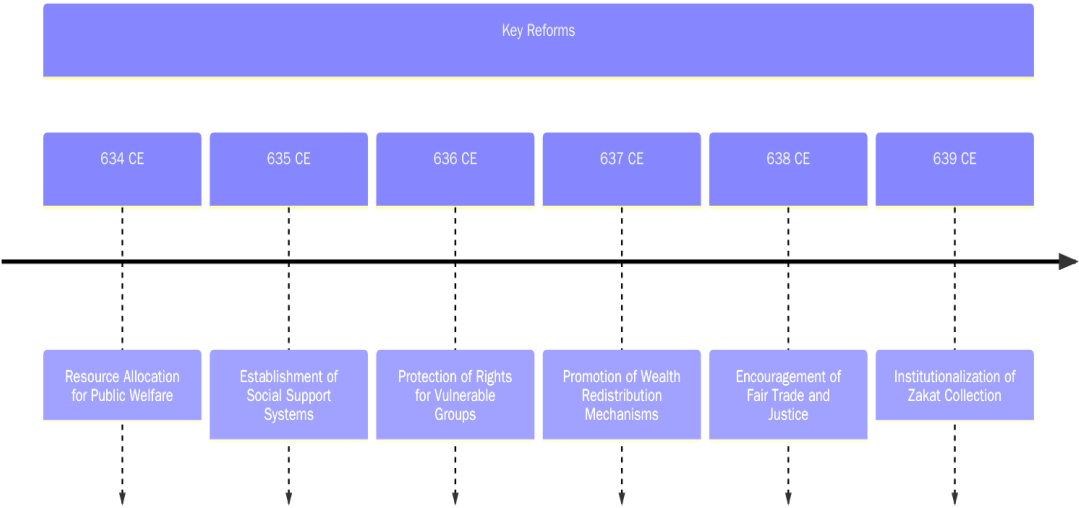 Key Reforms
634 CE
635 CE
636 CE
637 CE
638 CE
639 CE
Resource Allocation
for Public Welfare
Establishment of
Social Support
Systems
Protection of Rights
for Vulnerable
Groups
Promotion of Wealth
Redistribution
Mechanisms
Encouragement of
Fair Trade and
Justice
Institutionalization of
Zakat Collection